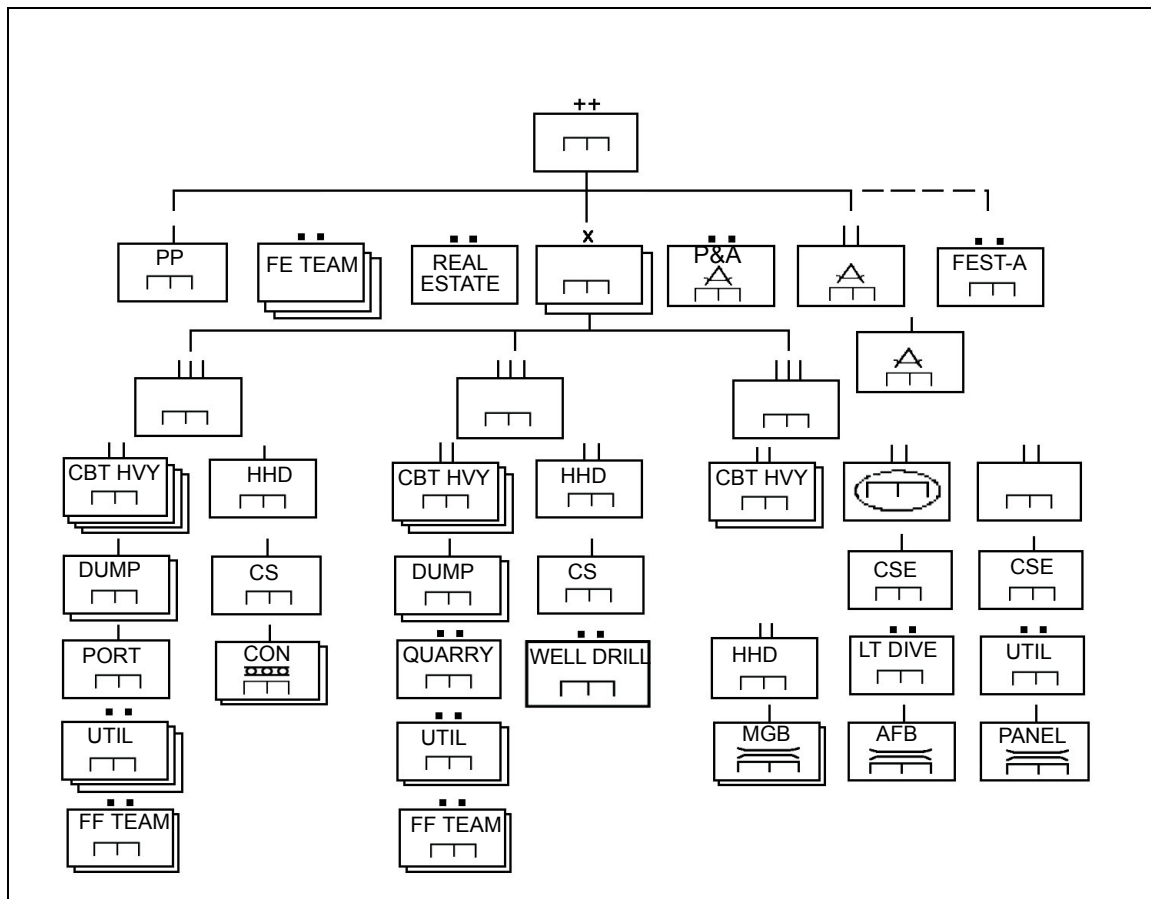 ++
PP
FE TEAM
REAL
ESTATE
X
P&A
FEST-A
CBT HVY
HHD
CBT HVY
HHD
CBT HVY
DUMP
CS
DUMP
CS
CSE
CSE
PORT
CON
QUARRY
WELL DRILL
HHD
LT DIVE
UTIL
UTIL
UTIL
MGB
AFB
PANEL
FF TEAM
FF TEAM